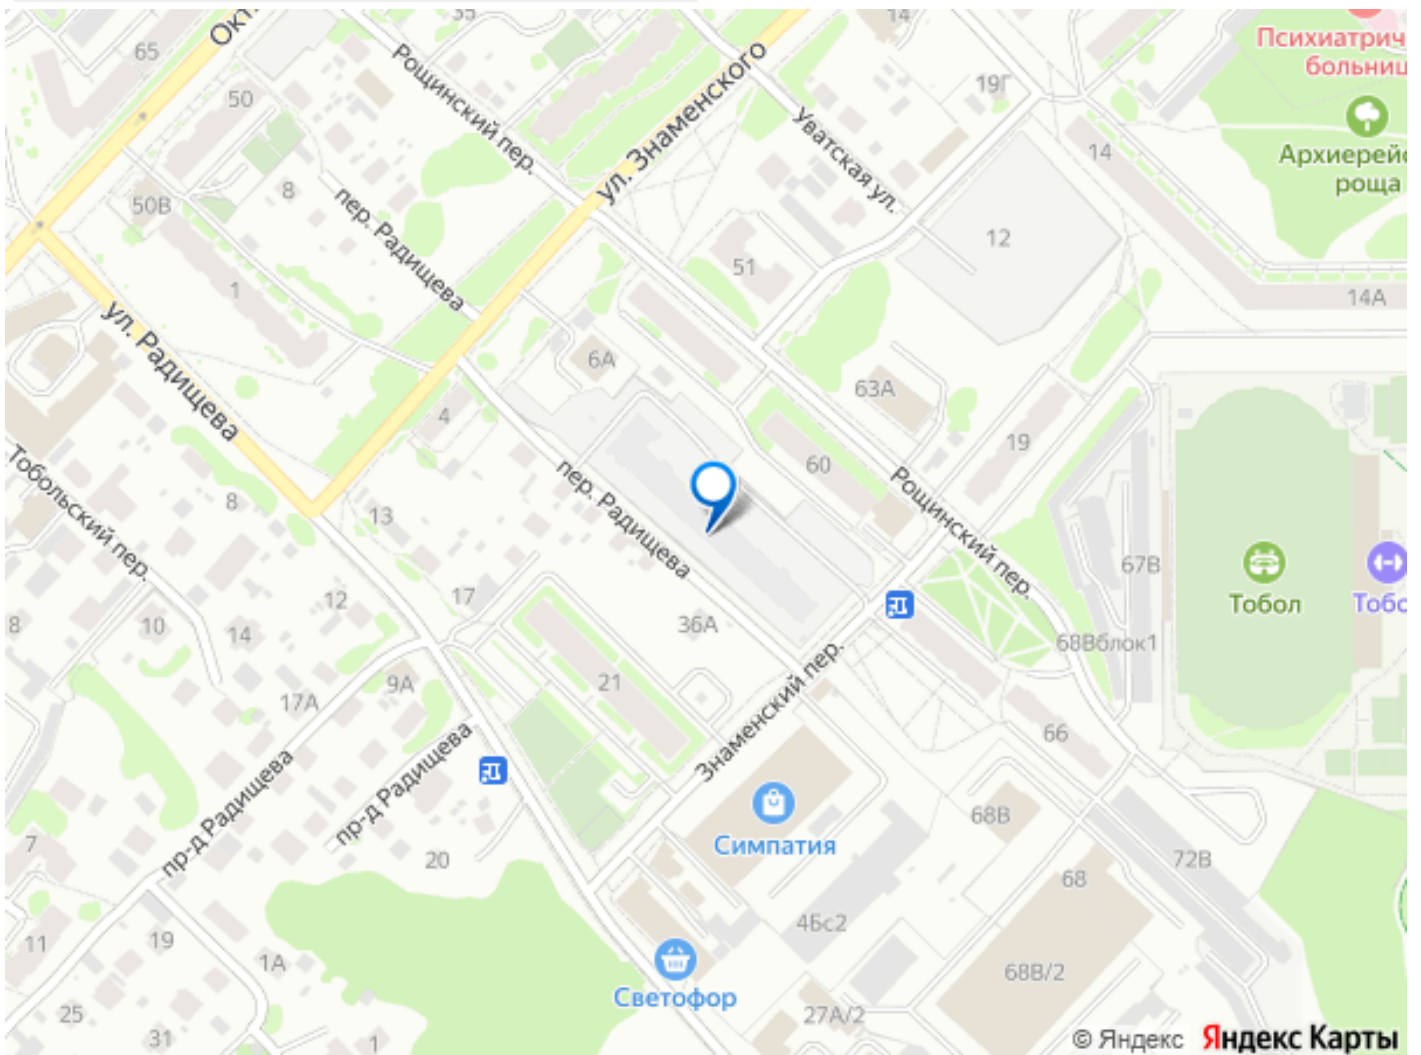 Окт
35
14
Психиатрич
больниц
65
Рощинский пер.
ул. Знаменского
19Г
50
Уватская ул.
14
Архиерейс
роща
8
50В
пер. Радищева
12
51
1
14А
ул. Радищева
6А
63А
4
19
60
Тобольский пер.
8
пер. Радищева
Рощинский пер.
13
67В
Тобол
Тобо
12
17
8
10
14
36А
68Вблок1
Знаменский пер.
9А
21
17А
66
пр-д Радищева
пр-д Радищева
68В
7
Симпатия
20
72В
68
4Бс2
11
19
1А
68В/2
Светофор
25
27А/2
31
1
© Яндекс Яндекс Карты